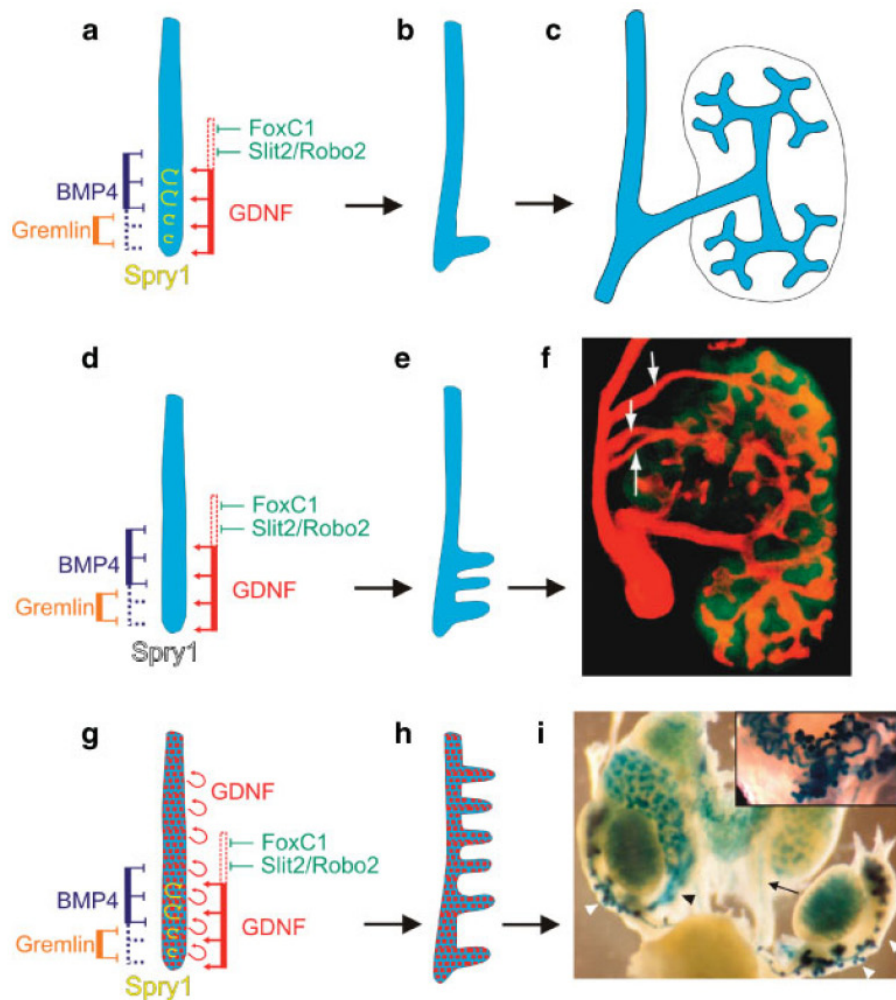 a
b
c
FoxC1
Slit2/Robo2
BMP4
GDNF
Gremlin
Spry1
d
e
f
FoxC1
Slit2/Robo2
BMP4
GDNF
Gremlin
Spry1
g
h
i
GDNF
FoxC1
Slit2/Robo2
BMP4
GDNF
Gremlin
Spry1